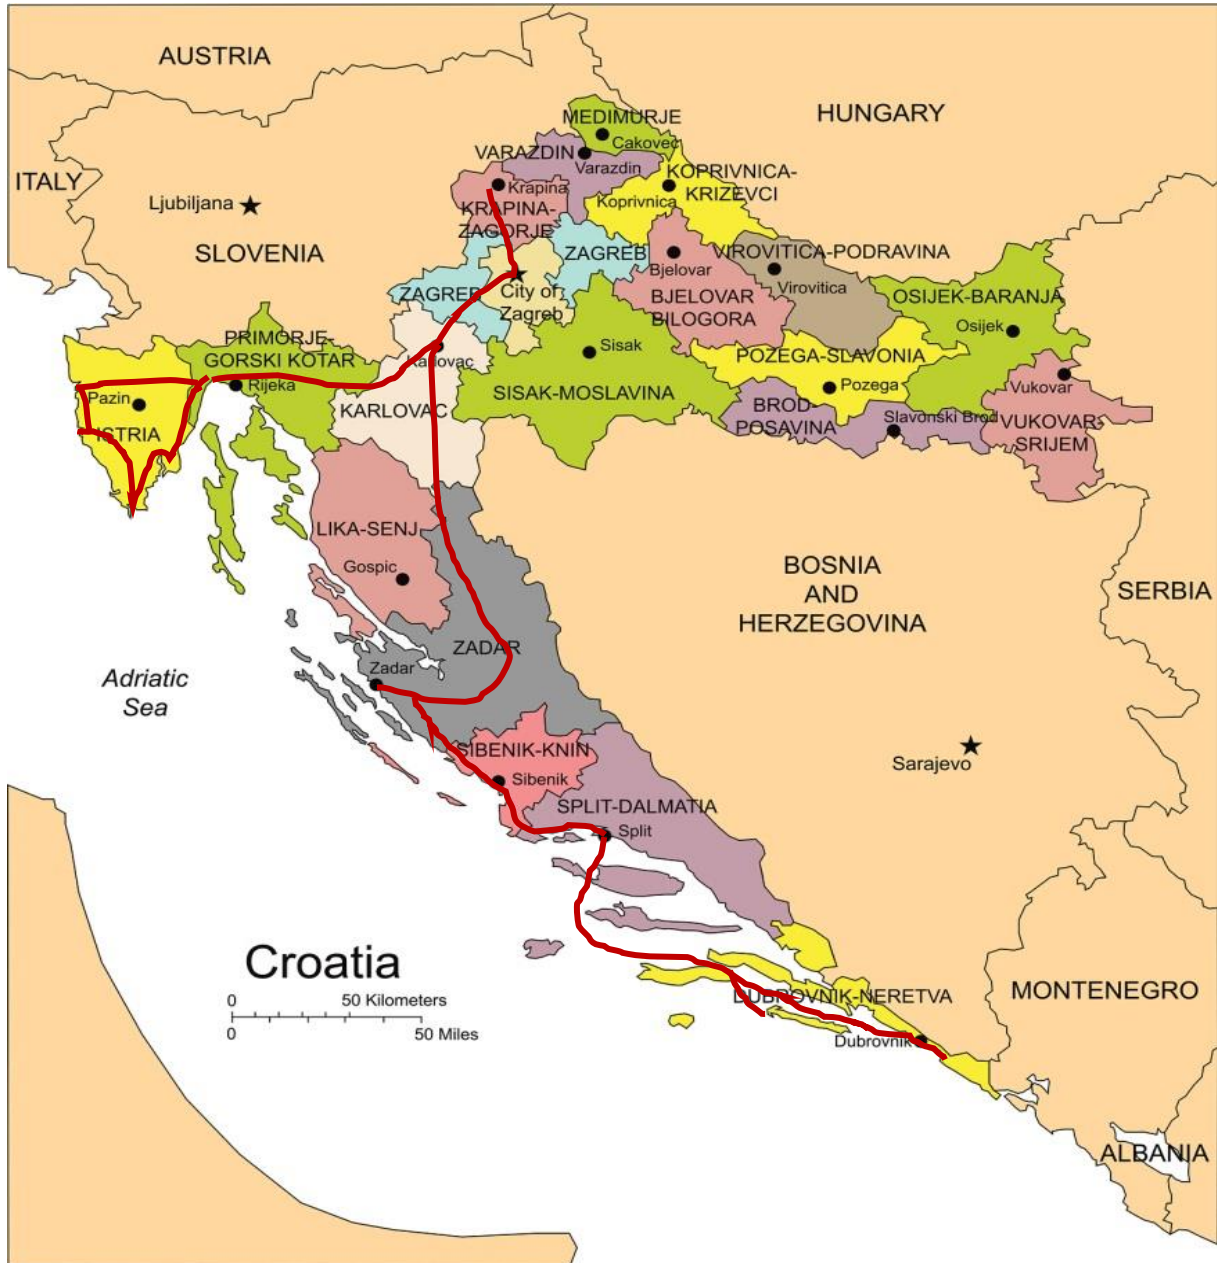 AUSTRIA
HUNGARY
ITALY
Ljubiljana
SLOVENIA
MEDIMURJE
Cakovec
VARAZDIN
Varazdin
KOPRIVNICA-
KRIZEVCI
Koprivnica
Krapina
KRAPINA-
ZAGORJE
ZAGREB
ZAGREB
City of
Zagreb
Bjelovar
BJELOVAR
BILOGORA
VIROVITICA-PODRAVINA
Virovitica
OSIJEK-BARANJA
Osijek
PRIMORJE-
GORSKI KOTAR
Rijeka
Karlovac
KARLOVAC
Sisak
SISAK-MOSLAVINA
POZEGA-SLAVONIA
Pozega
BROD-
POSAVINA
Slavonski Brod
Vukovar
VUKOVAR-
SRIJEM
Pazin
ISTRIA
LIKA-SENJ
Gospic
ZADAR
Zadar
BOSNIA
AND
HERZEGOVINA
SERBIA
Adriatic
Sea
SIBENIK-KNIN
Sibenik
Sarajevo
SPLIT-DALMATIA
Split
Croatia
0 50 Kilometers
0 50 Miles
DUBROVNIK-NERETVA
Dubrovnik
MONTENEGRO
ALBANIA